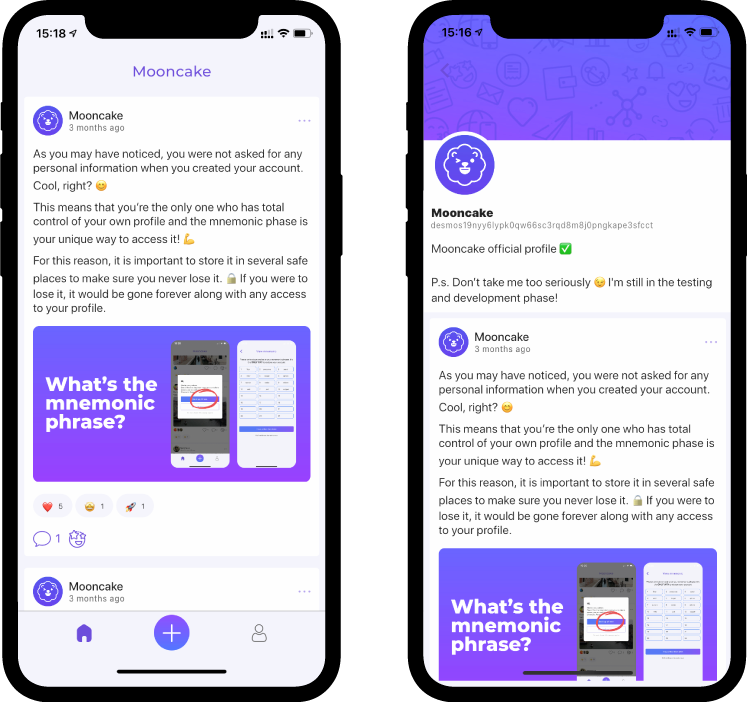 15:18
Mooncake
Mooncake
3 months ago
As you may have noticed, you were not asked for any
personal information when you created your account.
Cool, right? 😊
This means that you're the only one who has total
control of your own profile and the mnemonic phase is
your unique way to access it! 💪
For this reason, it is important to store it in several safe
places to make sure you never lose it. 🔒 If you were to
lose it, it would be gone forever along with any access
to your profile.
What's the
mnemonic
phrase?
❤️ 5 🤩 1 🚀 1
1
Mooncake
3 months ago
15:16
Mooncake
desmos19nyy6lypk0qw66sc3rqd8m8j0pngkape3sfcct
Mooncake official profile ✅
P.s. Don't take me too seriously 😉 I'm still in the testing
and development phase!
Mooncake
3 months ago
As you may have noticed, you were not asked for any
personal information when you created your account.
Cool, right? 😊
This means that you're the only one who has total
control of your own profile and the mnemonic phase is
your unique way to access it! 💪
For this reason, it is important to store it in several safe
places to make sure you never lose it. 🔒 If you were to
lose it, it would be gone forever along with any access
to your profile.
What's the
mnemonic
phrase?